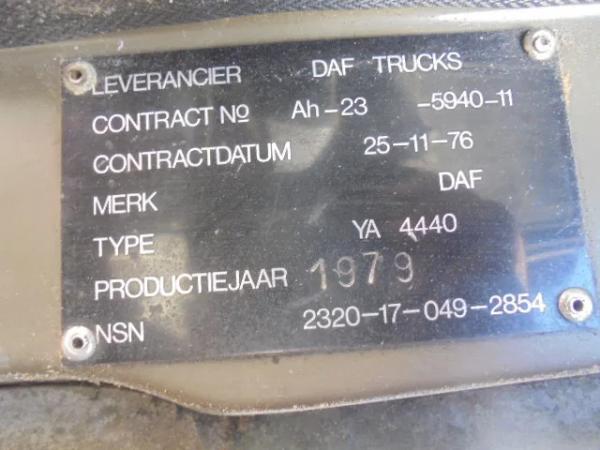 LEVERANCIER DAF TRUCKS
CONTRACT No Ah-23 -5940-11
CONTRACTDATUM 25-11-76
MERK DAF
TYPE YA 4440
PRODUCTIEJAAR 1979
NSN 2320-17-049-2854